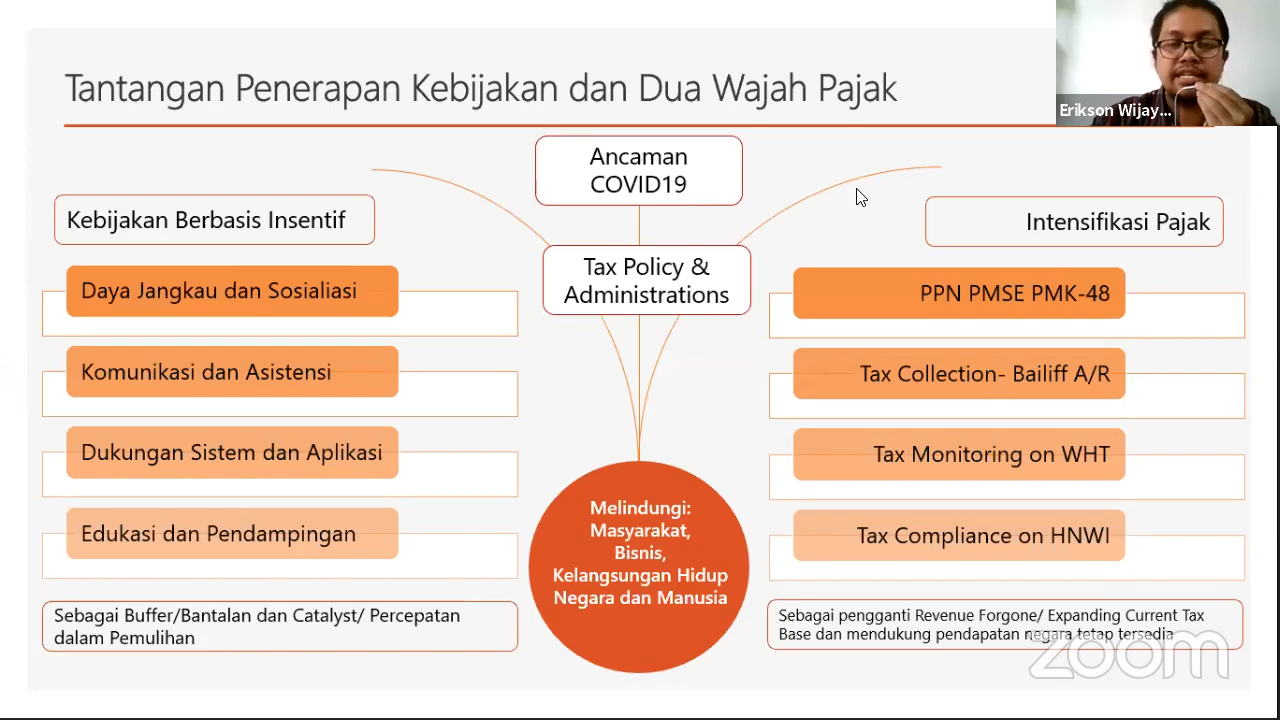 Tantangan Penerapan Kebijakan dan Dua Wajah Pajak
Erikson Wijay...
Ancaman
COVID19
Tax Policy &
Administrations
Kebijakan Berbasis Insentif
Daya Jangkau dan Sosialiasi
Komunikasi dan Asistensi
Dukungan Sistem dan Aplikasi
Edukasi dan Pendampingan
Sebagai Buffer/Bantalan dan Catalyst/ Percepatan
dalam Pemulihan
Melindungi:
Masyarakat,
Bisnis,
Kelangsungan Hidup
Negara dan Manusia
Intensifikasi Pajak
PPN PMSE PMK-48
Tax Collection- Bailiff A/R
Tax Monitoring on WHT
Tax Compliance on HNWI
Sebagai pengganti Revenue Forgone/ Expanding Current Tax
Base dan mendukung pendapatan negara tetap tersedia
zoom